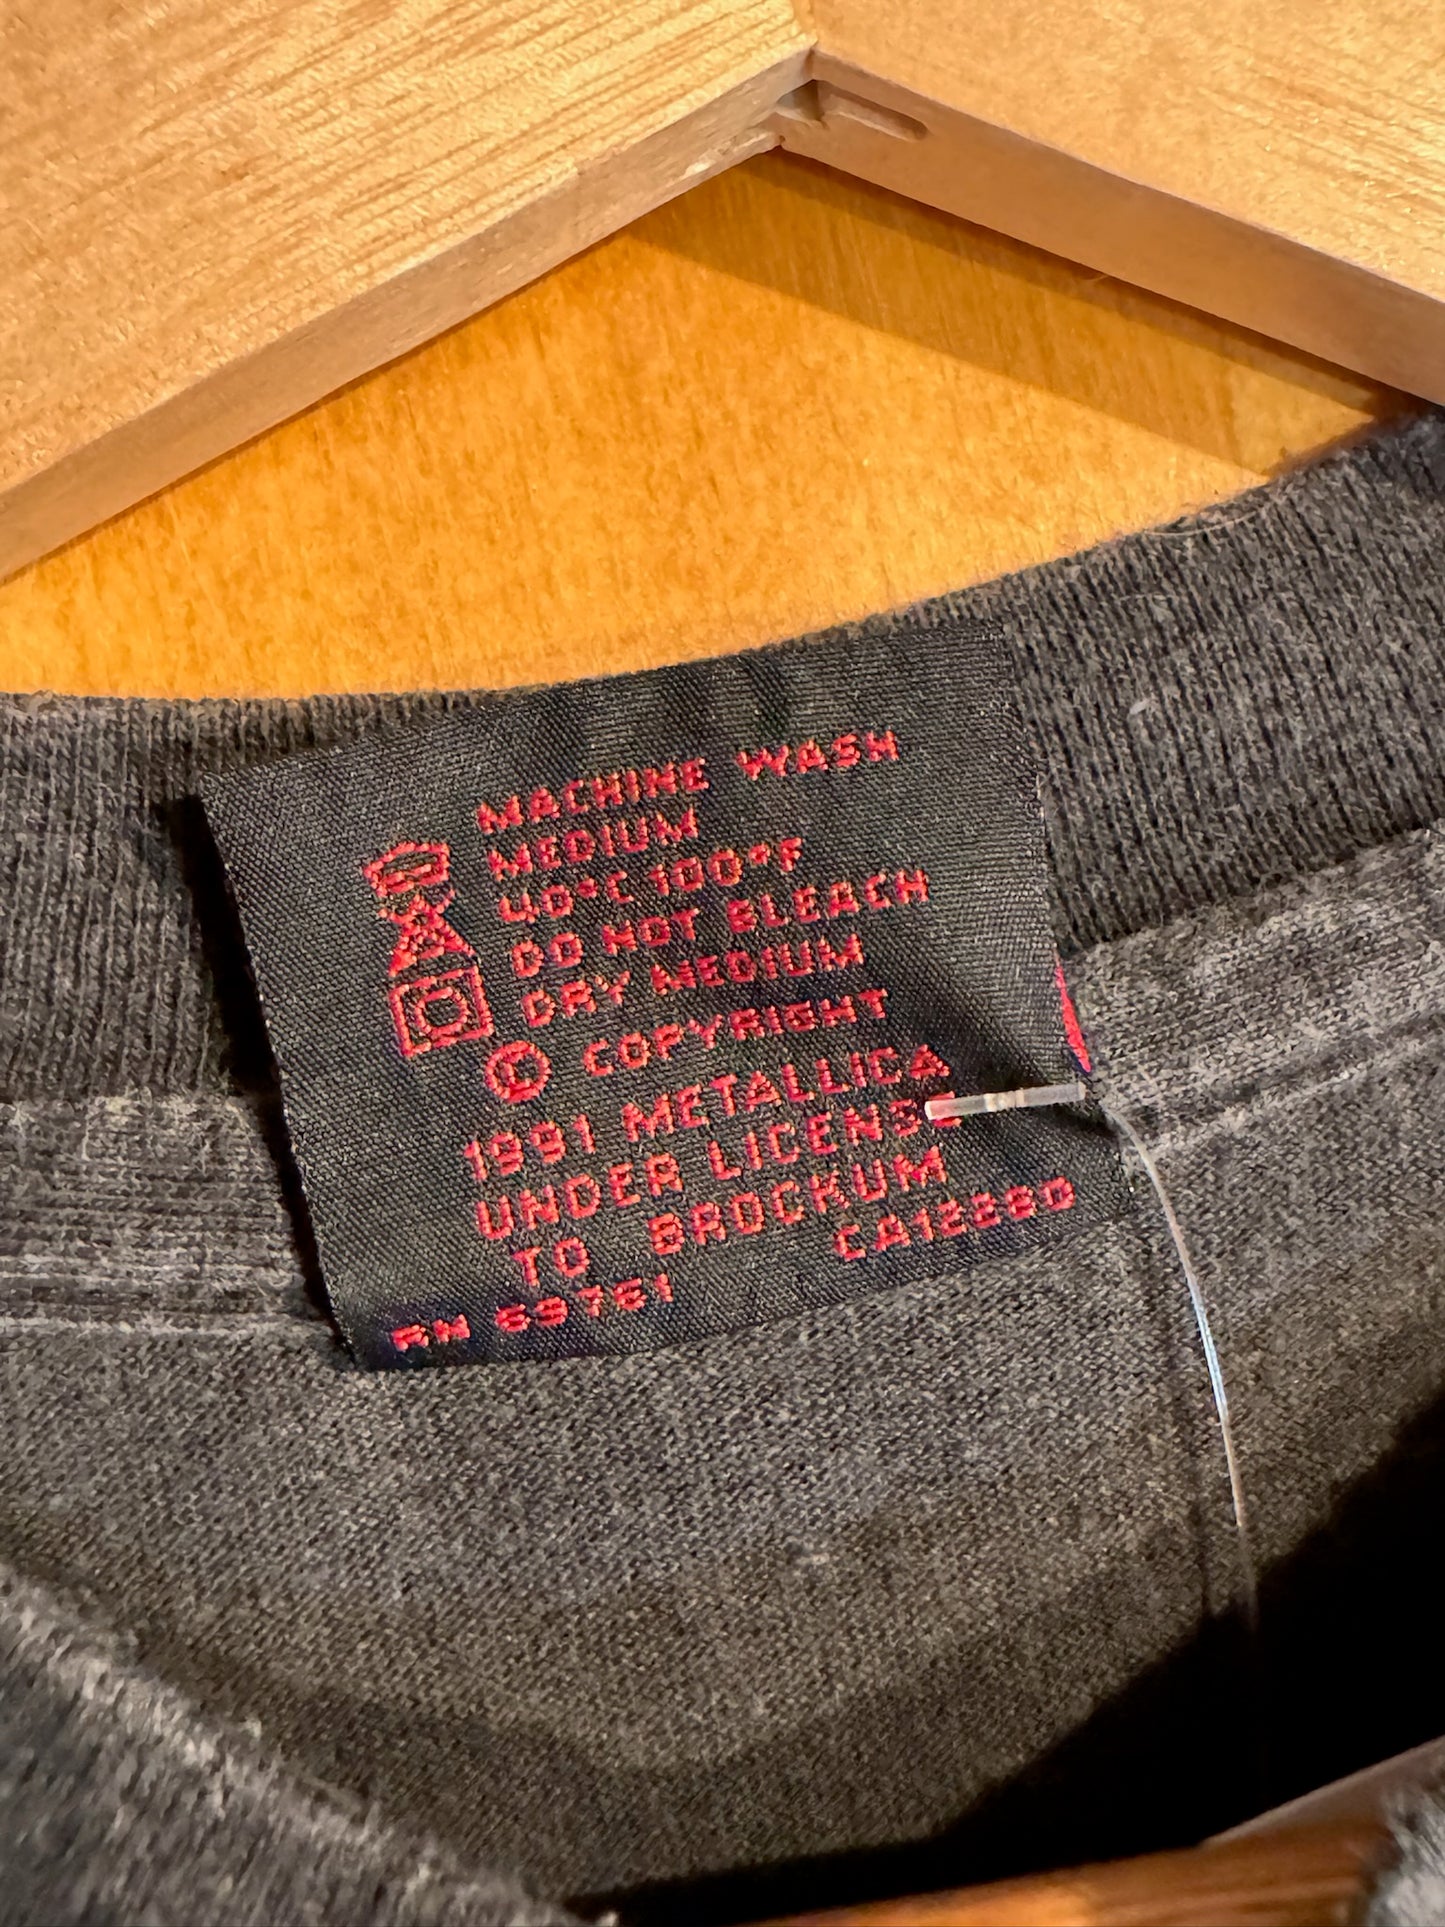 MACHINE WASH
MEDIUM
40°C 100°F
DO NOT BLEACH
DRY MEDIUM
© COPYRIGHT
1991 METALLICA
UNDER LICENSE
TO BROCKUM
RN 69761 CA12860